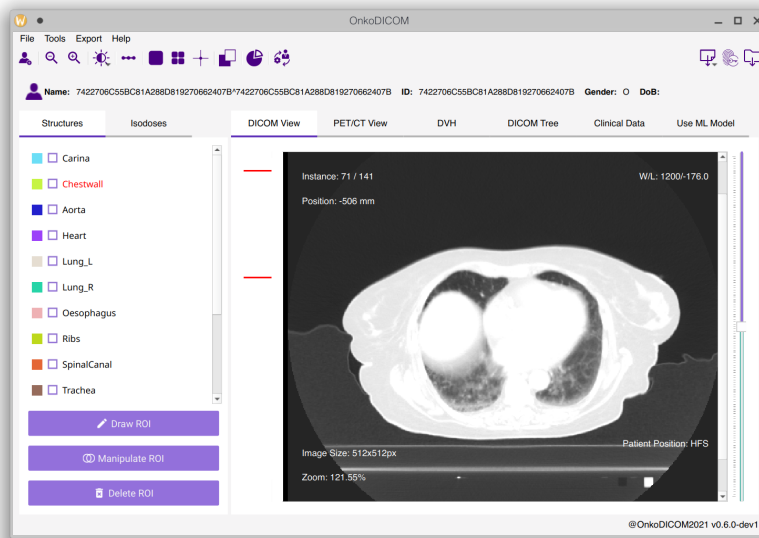 OnkoDICOM
File Tools Export Help
Name: 7422706C55BC81A288D819270662407B^7422706C55BC81A288D819270662407B ID: 7422706C55BC81A288D819270662407B Gender: O DoB:
Structures Isodoses DICOM View PET/CT View DVH DICOM Tree Clinical Data Use ML Model
Carina
Chestwall
Aorta
Heart
Lung_L
Lung_R
Oesophagus
Ribs
SpinalCanal
Trachea
Draw ROI
Manipulate ROI
Delete ROI
Instance: 71 / 141
W/L: 1200/-176.0
Position: -506 mm
Patient Position: HFS
Image Size: 512x512px
Zoom: 121.55%
@OnkoDICOM2021 v0.6.0-dev1